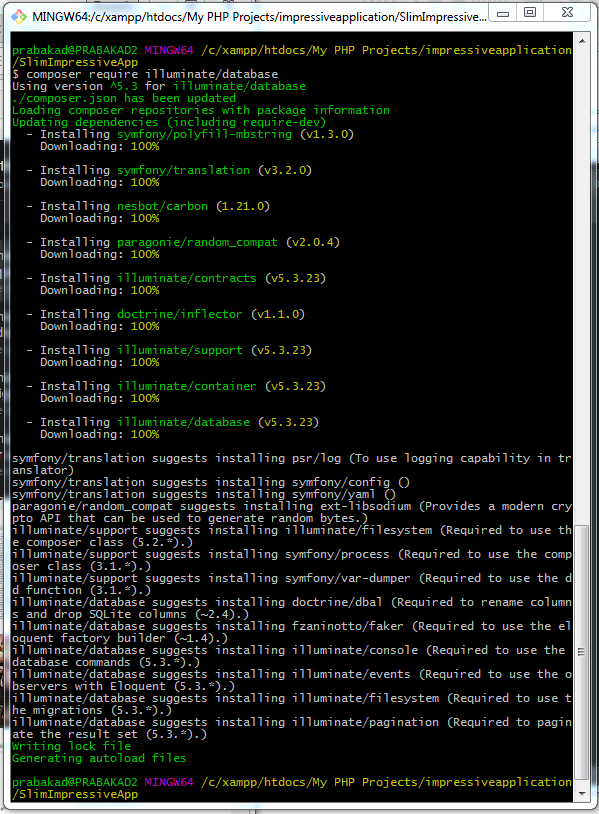 MINGW64:/c/xampp/htdocs/My PHP Projects/impressiveapplication/SlimImpressive...
prabakad@PRABAKAD2 MINGW64 /c/xampp/htdocs/My PHP Projects/impressiveapplication
/SlimImpressiveApp
$ composer require illuminate/database
Using version ^5.3 for illuminate/database
./composer.json has been updated
Loading composer repositories with package information
Updating dependencies (including require-dev)
  - Installing symfony/polyfill-mbstring (v1.3.0)
    Downloading: 100%
  - Installing symfony/translation (v3.2.0)
    Downloading: 100%
  - Installing nesbot/carbon (1.21.0)
    Downloading: 100%
  - Installing paragonie/random_compat (v2.0.4)
    Downloading: 100%
  - Installing illuminate/contracts (v5.3.23)
    Downloading: 100%
  - Installing doctrine/inflector (v1.1.0)
    Downloading: 100%
  - Installing illuminate/support (v5.3.23)
    Downloading: 100%
  - Installing illuminate/container (v5.3.23)
    Downloading: 100%
  - Installing illuminate/database (v5.3.23)
    Downloading: 100%
symfony/translation suggests installing psr/log (To use logging capability in tr
anslator)
symfony/translation suggests installing symfony/config ()
symfony/translation suggests installing symfony/yaml ()
paragonie/random_compat suggests installing ext-libsodium (Provides a modern cry
pto API that can be used to generate random bytes.)
illuminate/support suggests installing illuminate/filesystem (Required to use th
e composer class (5.2.*).)
illuminate/support suggests installing symfony/process (Required to use the comp
oser class (3.1.*).)
illuminate/support suggests installing symfony/var-dumper (Required to use the d
d function (3.1.*).)
illuminate/database suggests installing doctrine/dbal (Required to rename column
s and drop SQLite columns (~2.4).)
illuminate/database suggests installing fzaninotto/faker (Required to use the el
oquent factory builder (~1.4).)
illuminate/database suggests installing illuminate/console (Required to use the
database commands (5.3.*).)
illuminate/database suggests installing illuminate/events (Required to use the o
bservers with Eloquent (5.3.*).)
illuminate/database suggests installing illuminate/filesystem (Required to use t
he migrations (5.3.*).)
illuminate/database suggests installing illuminate/pagination (Required to pagin
ate the result set (5.3.*).)
Writing lock file
Generating autoload files
prabakad@PRABAKAD2 MINGW64 /c/xampp/htdocs/My PHP Projects/impressiveapplication
/SlimImpressiveApp